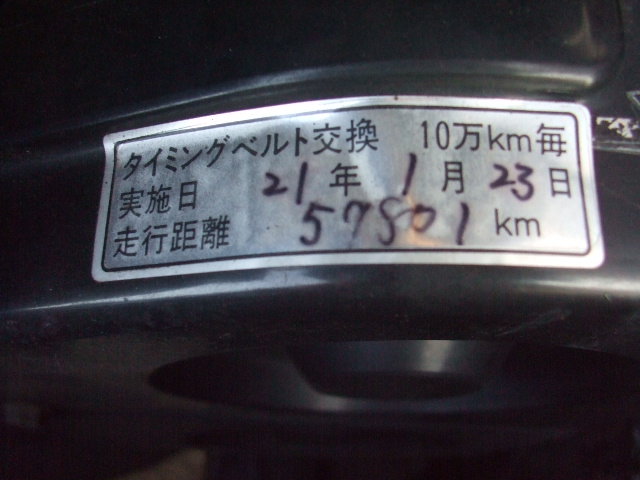 タイミングベルト交換 10万km毎
実施日 21年 1月 23日
走行距離 57801 km